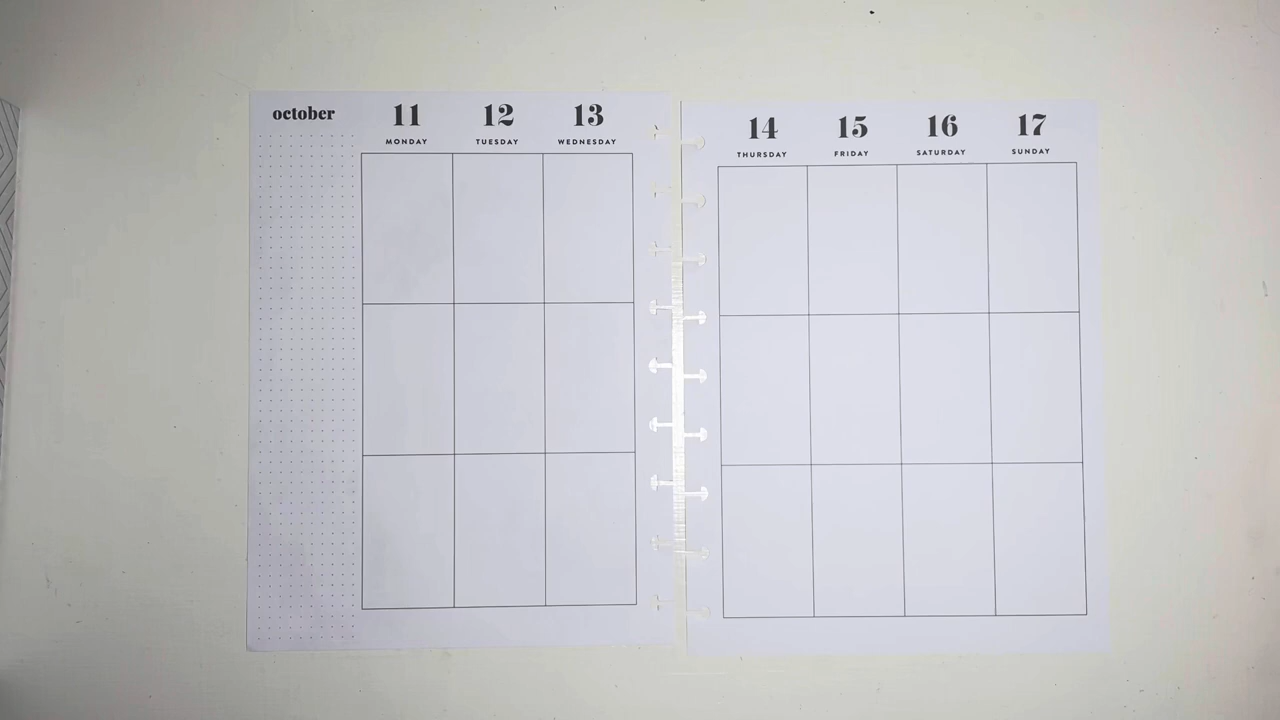 october
11 12 13
MONDAY TUESDAY WEDNESDAY
14 15 16 17
THURSDAY FRIDAY SATURDAY SUNDAY